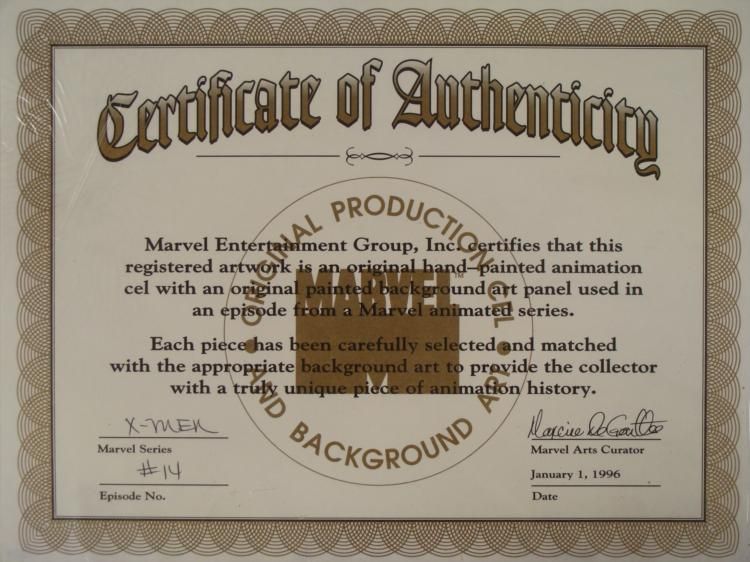 Certificate of Authenticity
Marvel Entertainment Group, Inc. certifies that this
registered artwork is an original hand–painted animation
cel with an original painted background art panel used in
an episode from a Marvel animated series.
Each piece has been carefully selected and matched
with the appropriate background art to provide the collector
with a truly unique piece of animation history.
ORIGINAL PRODUCTION CEL
AND BACKGROUND ART
MARVEL™
M
X-MEN
Marvel Series
#14
Episode No.
Marvel Arts Curator
January 1, 1996
Date